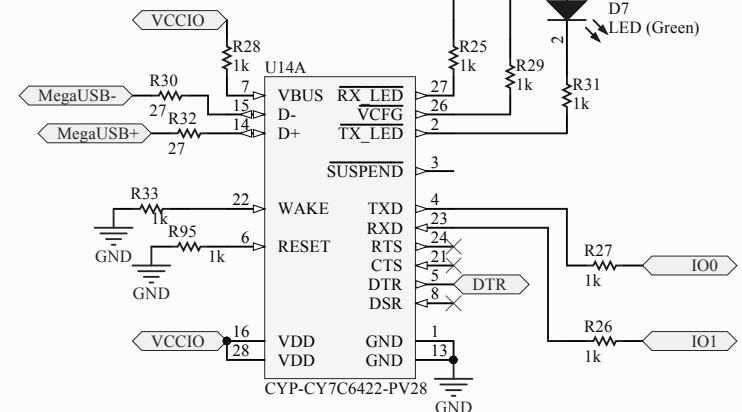 D7
LED (Green)
2
VCCIO
R28
1k
R25
1k
R29
1k
R31
1k
U14A
MegaUSB-
R30
27
MegaUSB+
R32
27
7
VBUS
RX_LED
27
15
D-
VCFG
26
14
D+
TX_LED
2
SUSPEND
3
R33
1k
22
WAKE
TXD
4
RXD
23
GND
R95
1k
6
RESET
RTS
24
CTS
21
GND
DTR
5
DTR
DSR
8
R27
1k
IO0
VCCIO
16
VDD
GND
1
28
VDD
GND
13
R26
1k
IO1
CYP-CY7C6422-PV28
GND